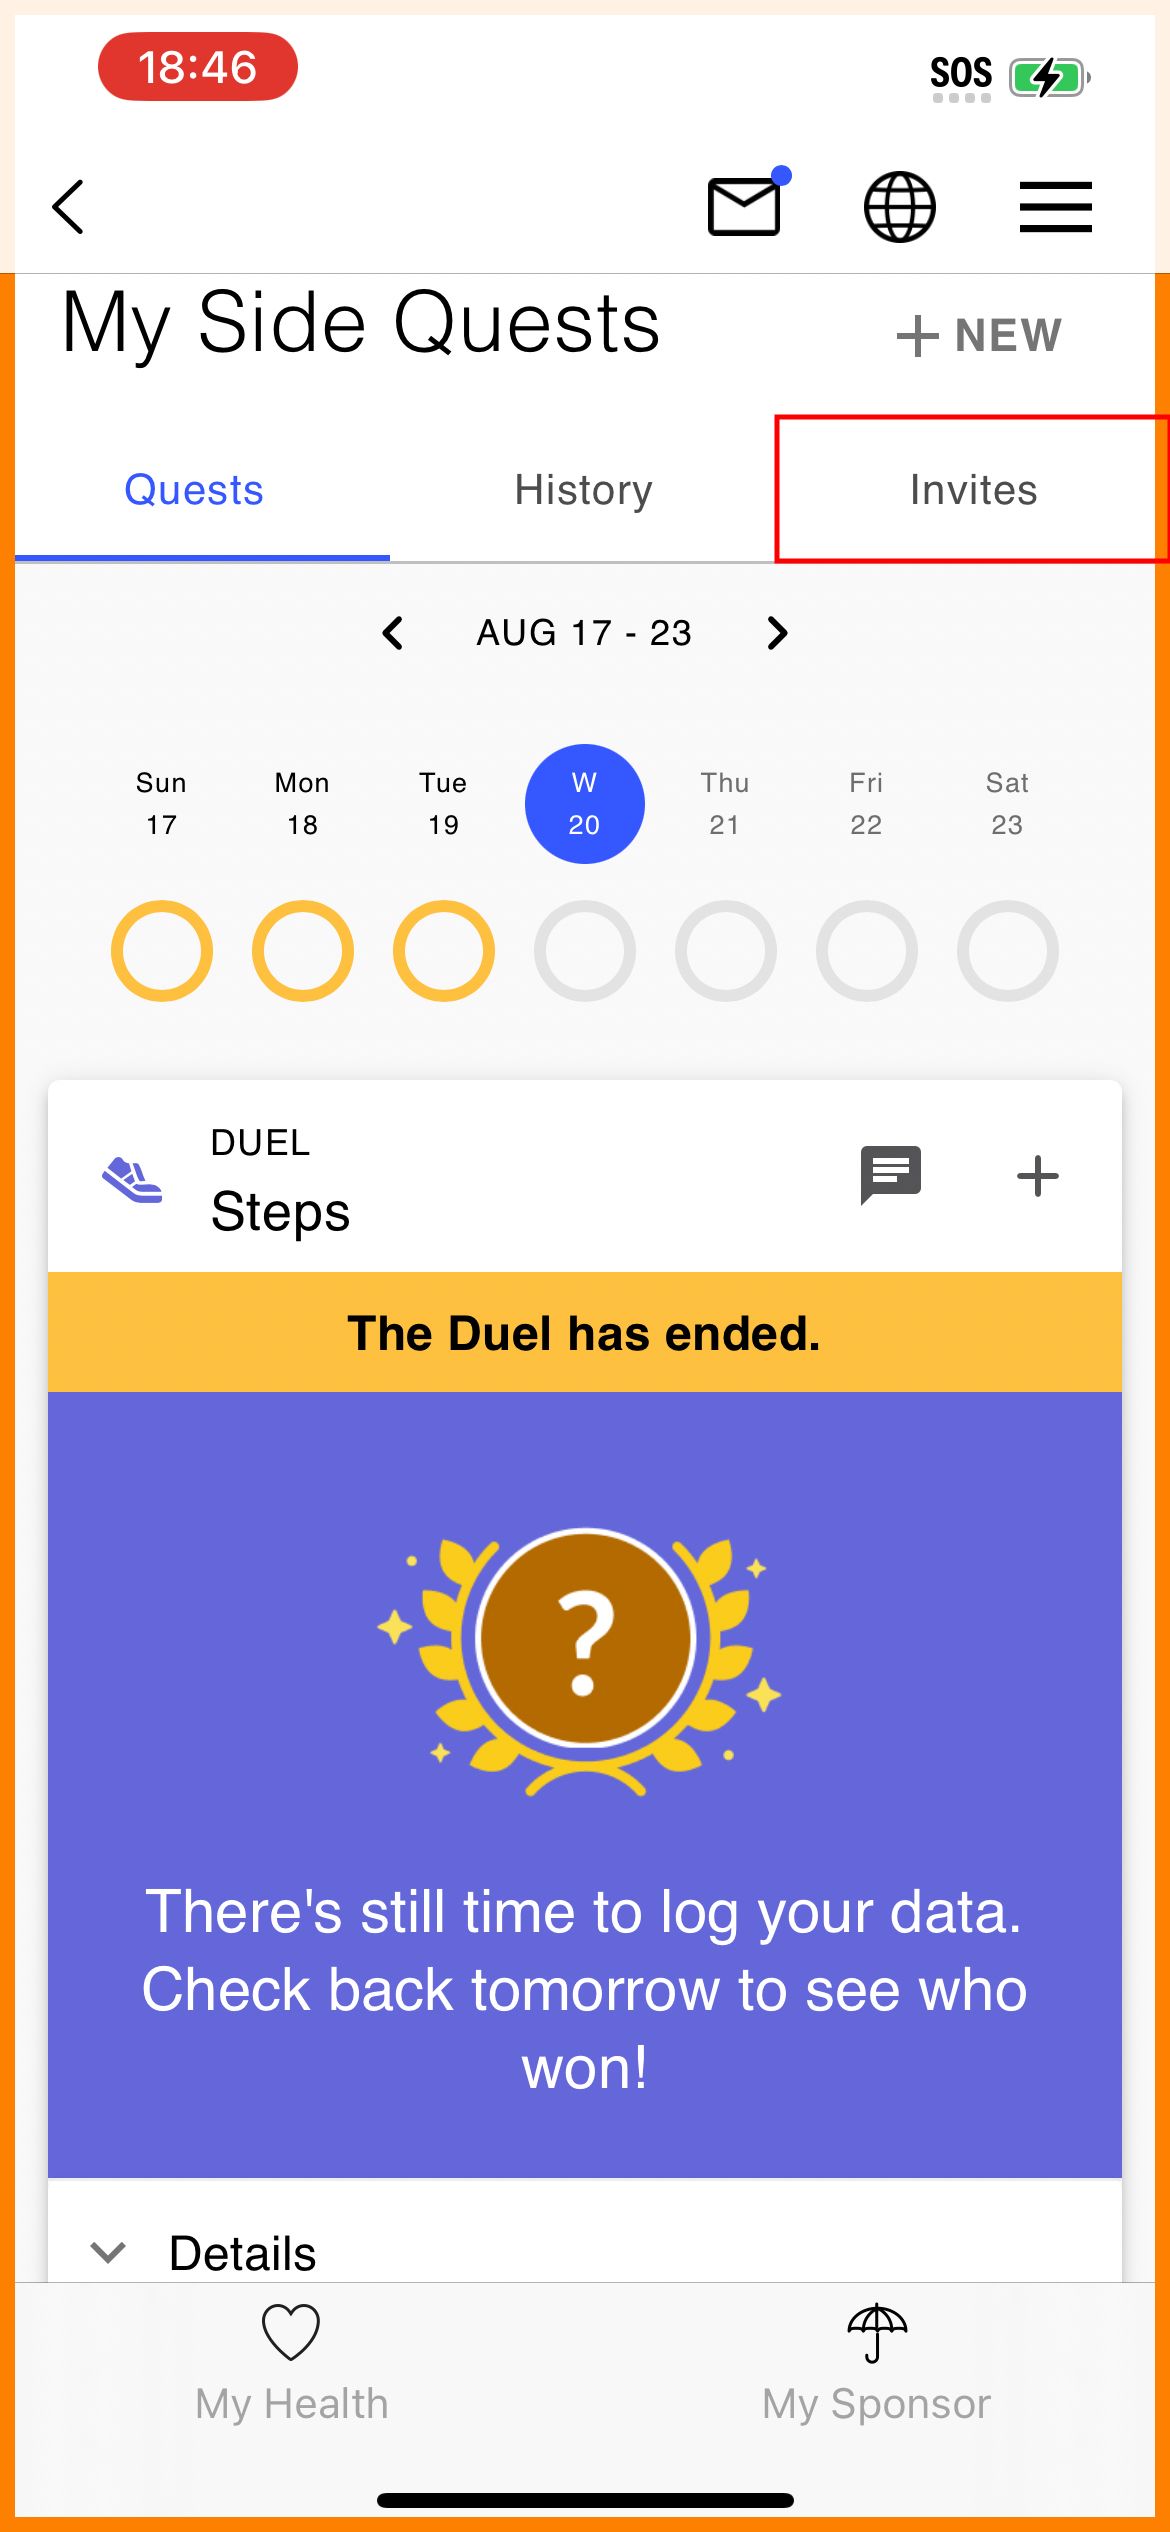 18:46
SOS
My Side Quests
+ NEW
Quests
History
Invites
AUG 17 - 23
Sun
Mon
Tue
W
Thu
Fri
Sat
17
18
19
20
21
22
23
DUEL
Steps
The Duel has ended.
?
There's still time to log your data.
Check back tomorrow to see who
won!
Details
My Health
My Sponsor